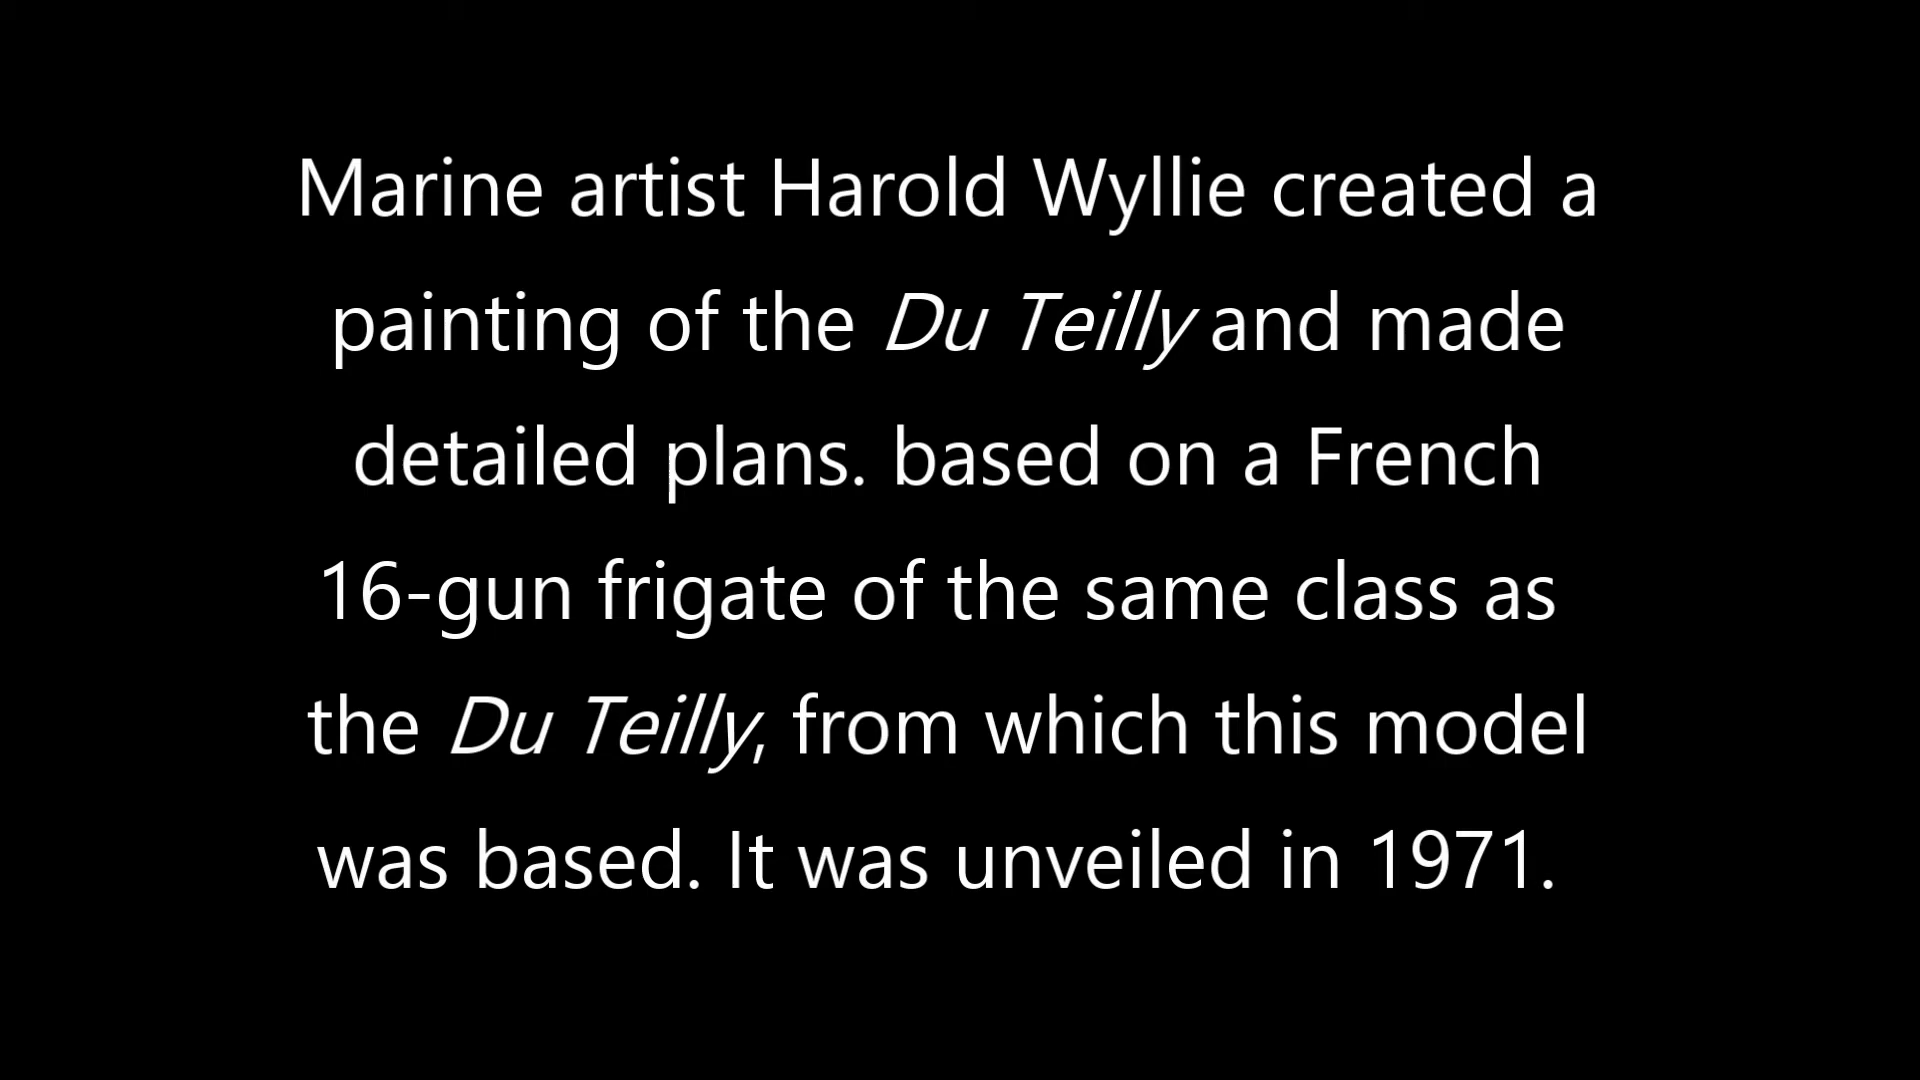 Marine artist Harold Wyllie created a
painting of the Du Teilly and made
detailed plans. based on a French
16-gun frigate of the same class as
the Du Teilly, from which this model
was based. It was unveiled in 1971.